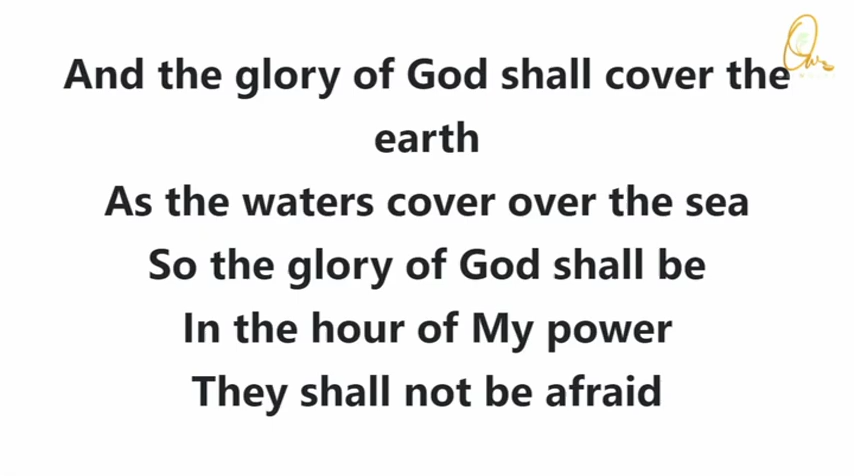 And the glory of God shall cover the
earth
As the waters cover over the sea
So the glory of God shall be
In the hour of My power
They shall not be afraid